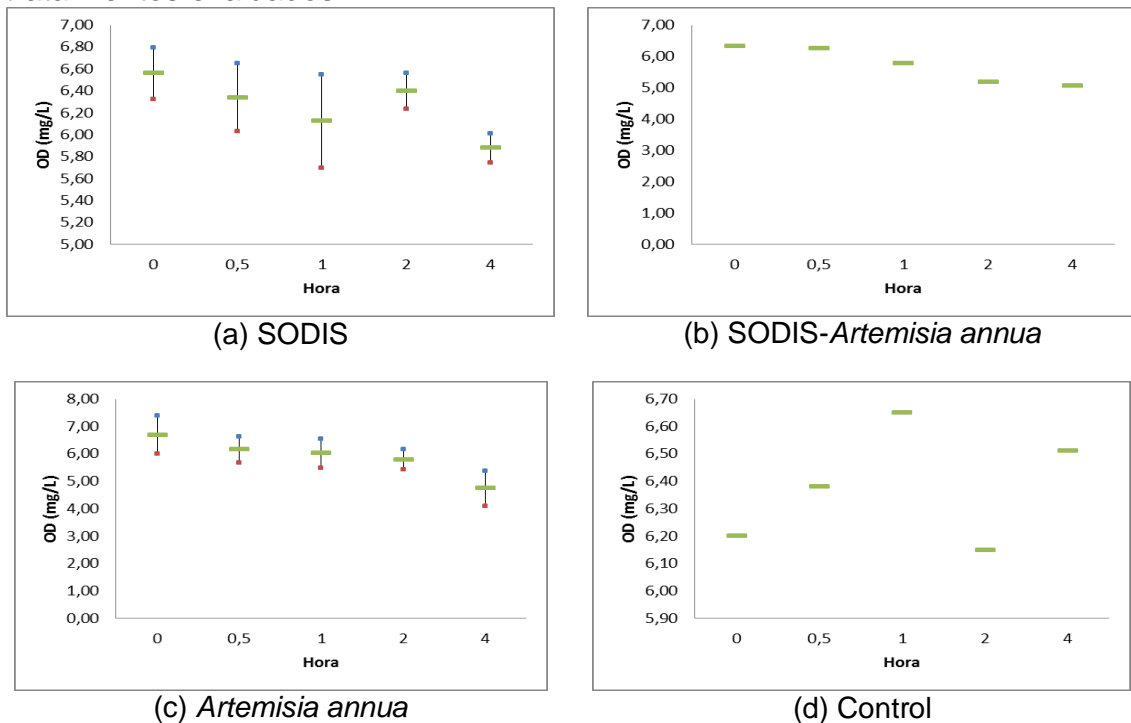 7,00
6,80
6,60
6,40
6,20
6,00
5,80
5,60
5,40
5,20
5,00
OD (mg/L)
0 0,5 1 2 4
Hora
(a) SODIS
7,00
6,00
5,00
4,00
3,00
2,00
1,00
0,00
OD (mg/L)
0 0,5 1 2 4
Hora
(b) SODIS-Artemisia annua
8,00
7,00
6,00
5,00
4,00
3,00
2,00
1,00
0,00
OD (mg/L)
0 0,5 1 2 4
Hora
(c) Artemisia annua
6,70
6,60
6,50
6,40
6,30
6,20
6,10
6,00
5,90
OD (mg/L)
0 0,5 1 2 4
Hora
(d) Control